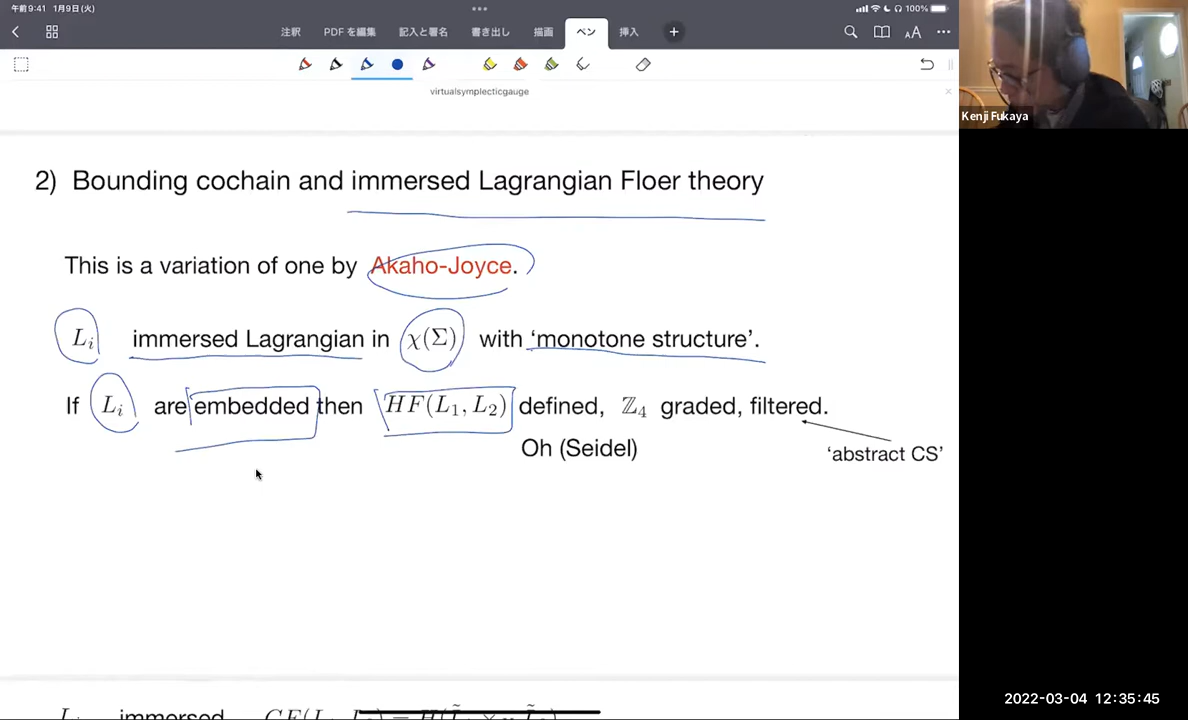 午前9:41 1月9日(火)
100%
注釈 PDFを編集 記入と署名 書き出し 描画 ペン 挿入
AA
virtualsymplecticgauge
Kenji Fukaya
2) Bounding cochain and immersed Lagrangian Floer theory
This is a variation of one by Akaho-Joyce.
L_i immersed Lagrangian in χ(Σ) with ‘monotone structure’.
If L_i are embedded then HF(L_1, L_2) defined, ℤ_4 graded, filtered.
Oh (Seidel) ‘abstract CS’
2022-03-04 12:35:45
immersed